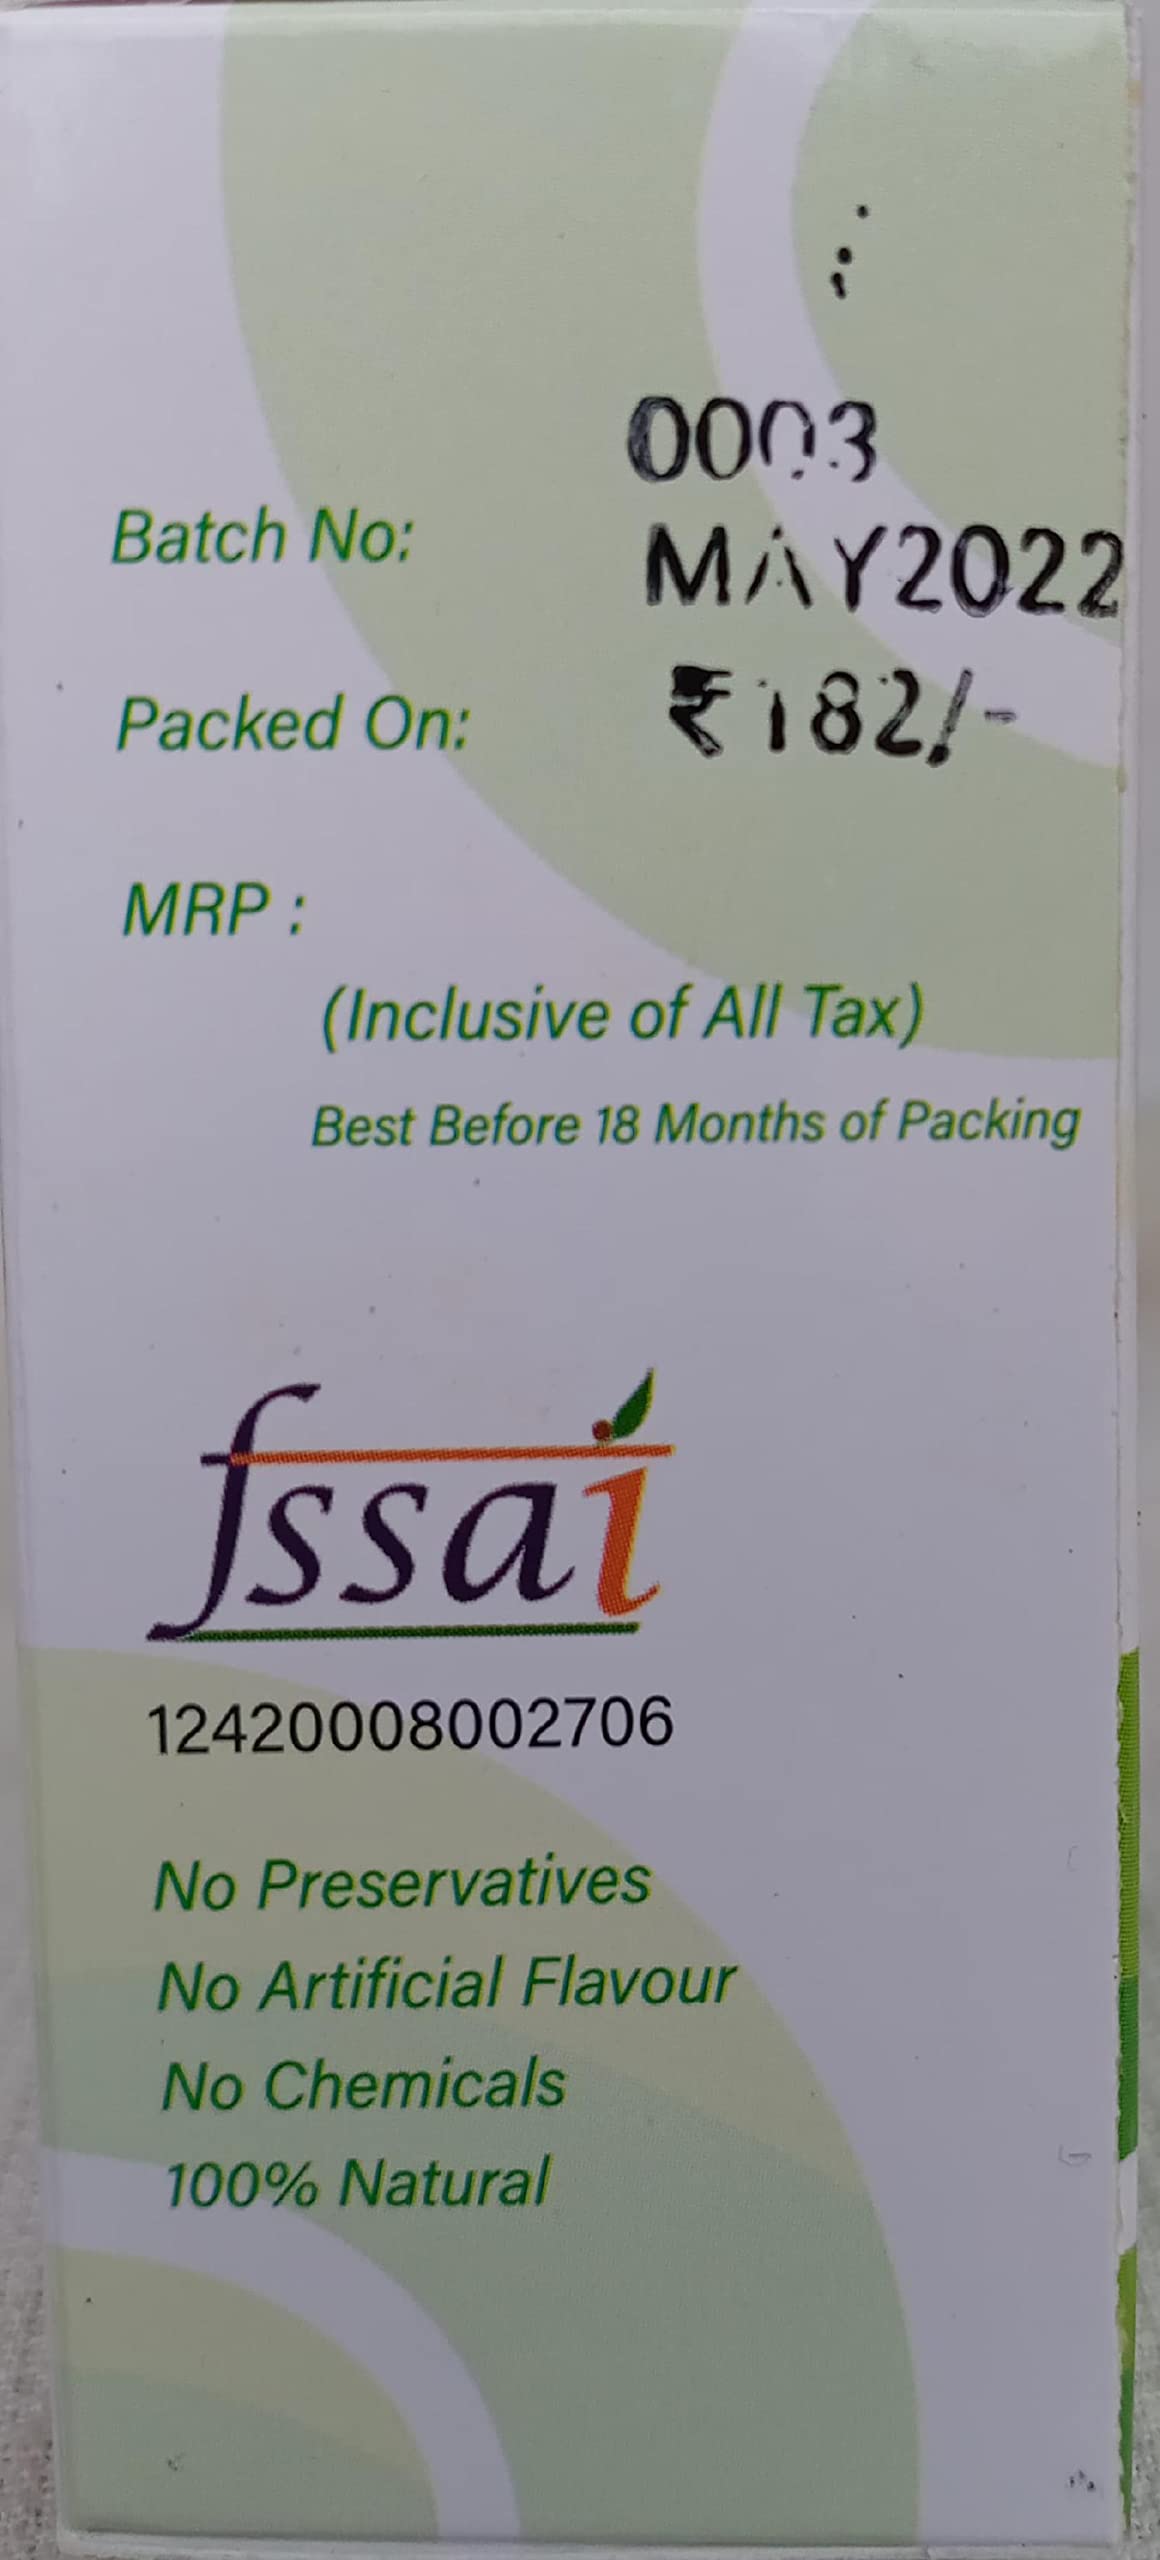 0003
Batch No:
MAY2022
Packed On:
₹182/-
MRP :
(Inclusive of All Tax)
Best Before 18 Months of Packing
fssai
12420008002706
No Preservatives
No Artificial Flavour
No Chemicals
100% Natural